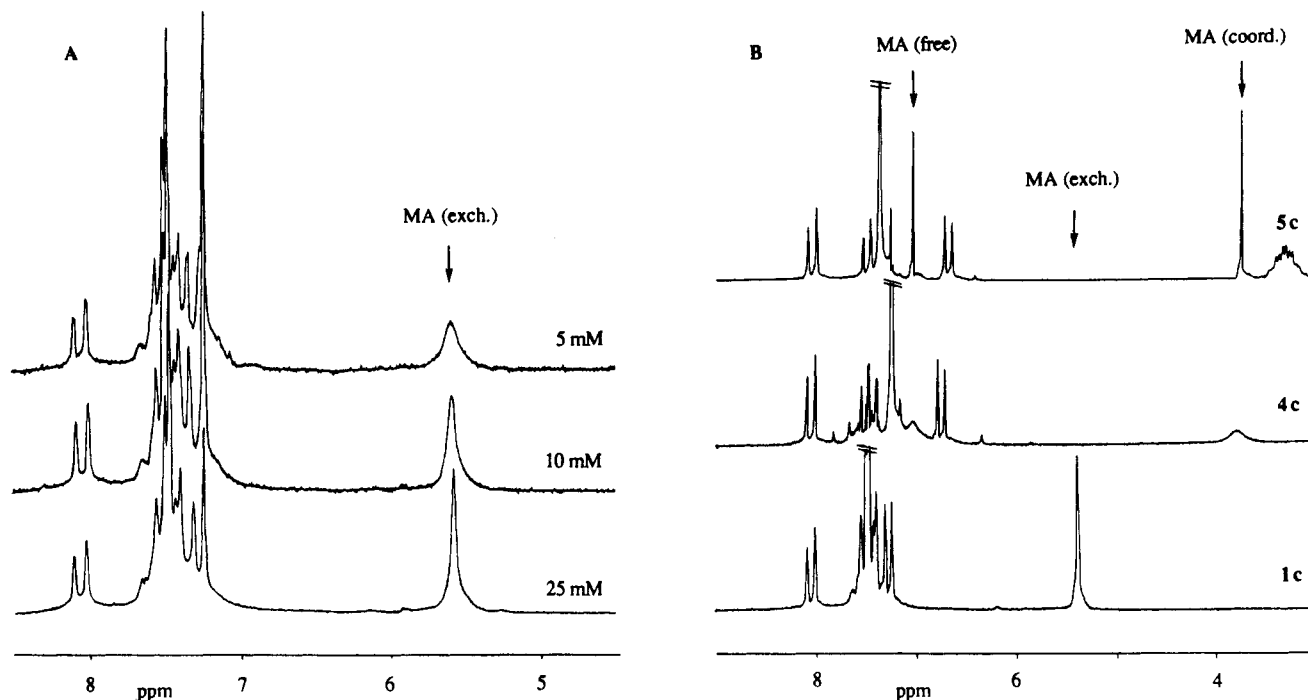 A
MA (exch.)
5 mM
10 mM
25 mM
8
7
6
5
ppm
B
MA (free)
MA (coord.)
MA (exch.)
5 c
4 c
1 c
8
6
4
ppm